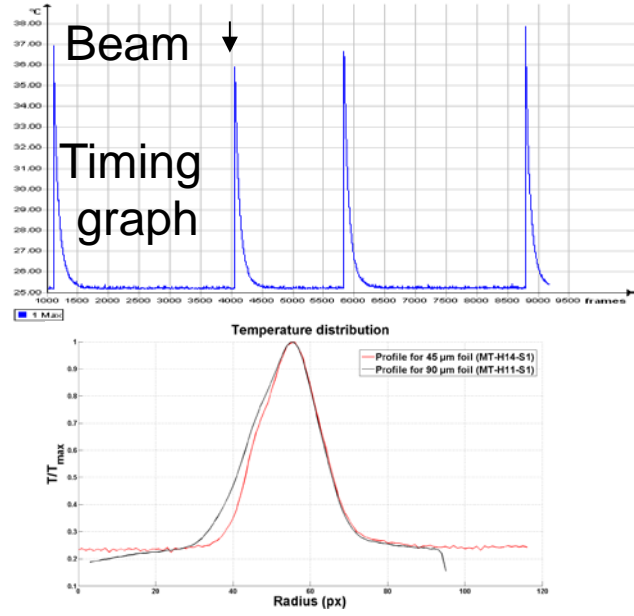 °C
38.00
37.00
36.00
35.00
34.00
33.00
32.00
31.00
30.00
29.00
28.00
27.00
26.00
25.00
Beam
Timing
graph
1000 1500 2000 2500 3000 3500 4000 4500 5000 5500 6000 6500 7000 7500 8000 8500 9000 9500 frames
1 Max
Temperature distribution
Profile for 45 µm foil (MT-H14-S1)
Profile for 90 µm foil (MT-H11-S1)
T/Tmax
1
0.9
0.8
0.7
0.6
0.5
0.4
0.3
0.2
0.1
0 20 40 60 80 100 120
Radius (px)